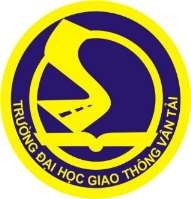 TRƯỜNG ĐẠI HỌC GIAO THÔNG VẬN TẢI